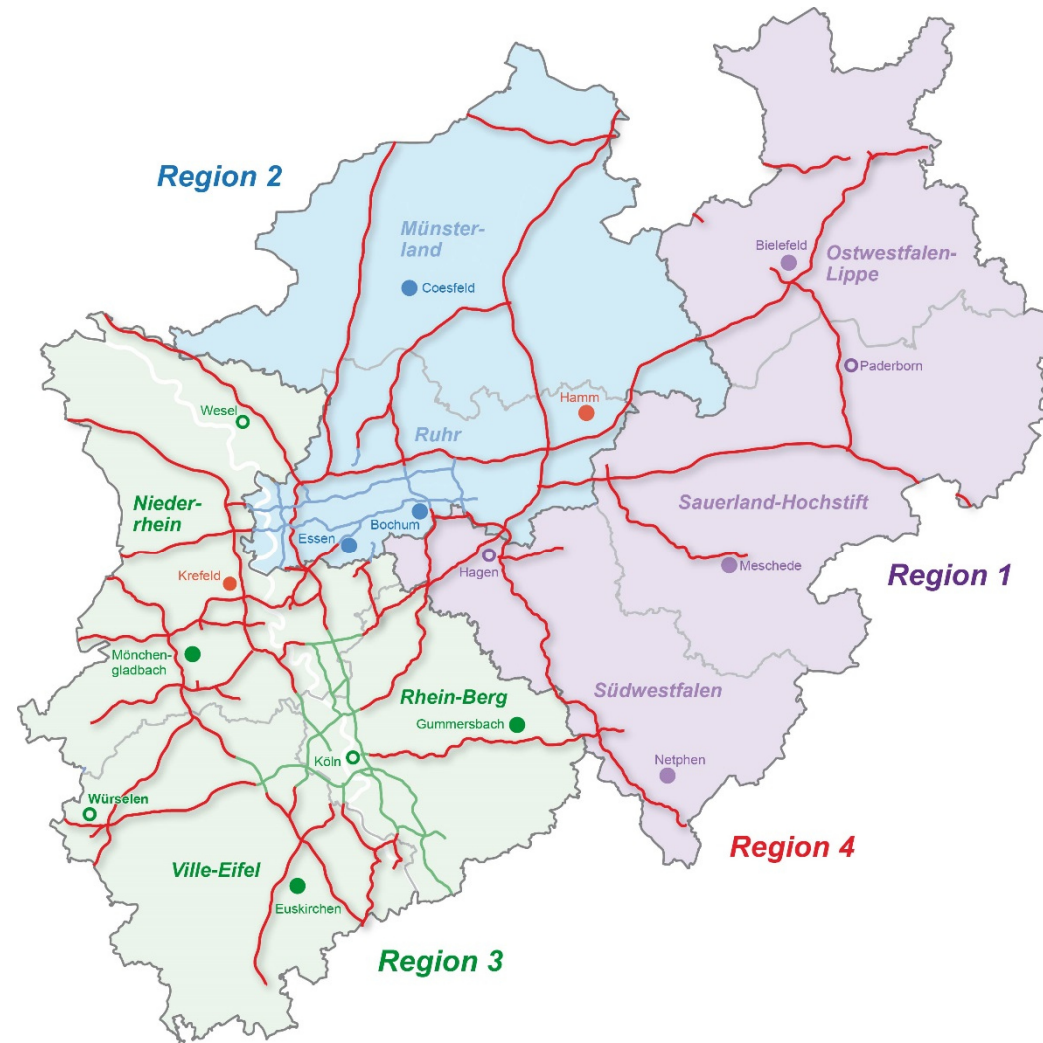 Region 2
Münster-
land
Coesfeld
Bielefeld
Ostwestfalen-
Lippe
Paderborn
Wesel
Hamm
Ruhr
Nieder-
rhein
Sauerland-Hochstift
Bochum
Essen
Hagen
Meschede
Krefeld
Region 1
Mönchen-
gladbach
Rhein-Berg
Gummersbach
Südwestfalen
Köln
Netphen
Würselen
Region 4
Ville-Eifel
Euskirchen
Region 3